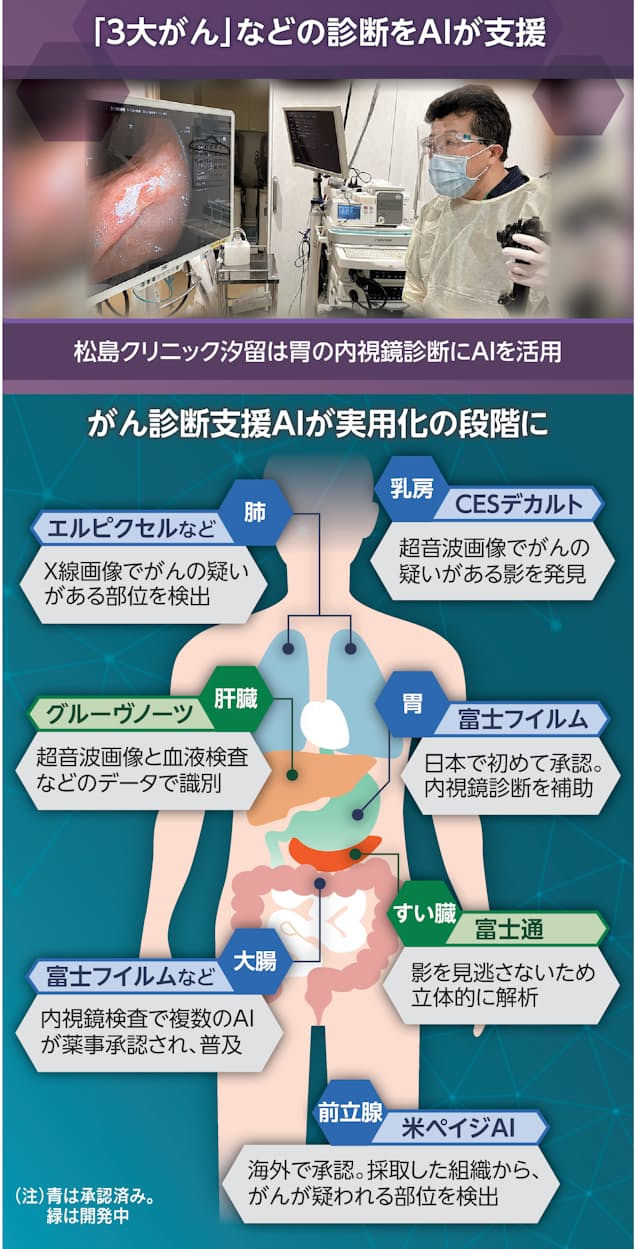 「3大がん」などの診断をAIが支援
松島クリニック汐留は胃の内視鏡診断にAIを活用
がん診断支援AIが実用化の段階に
肺
エルピクセルなど
X線画像でがんの疑い
がある部位を検出
乳房
CESデカルト
超音波画像でがんの
疑いがある影を発見
肝臓
グルーヴノーツ
超音波画像と血液検査
などのデータで識別
胃
富士フイルム
日本で初めて承認。
内視鏡診断を補助
すい臓
富士通
影を見逃さないため
立体的に解析
大腸
富士フイルムなど
内視鏡検査で複数のAI
が薬事承認され、普及
前立腺
米ペイジAI
海外で承認。採取した組織から、
がんが疑われる部位を検出
（注）青は承認済み。
緑は開発中